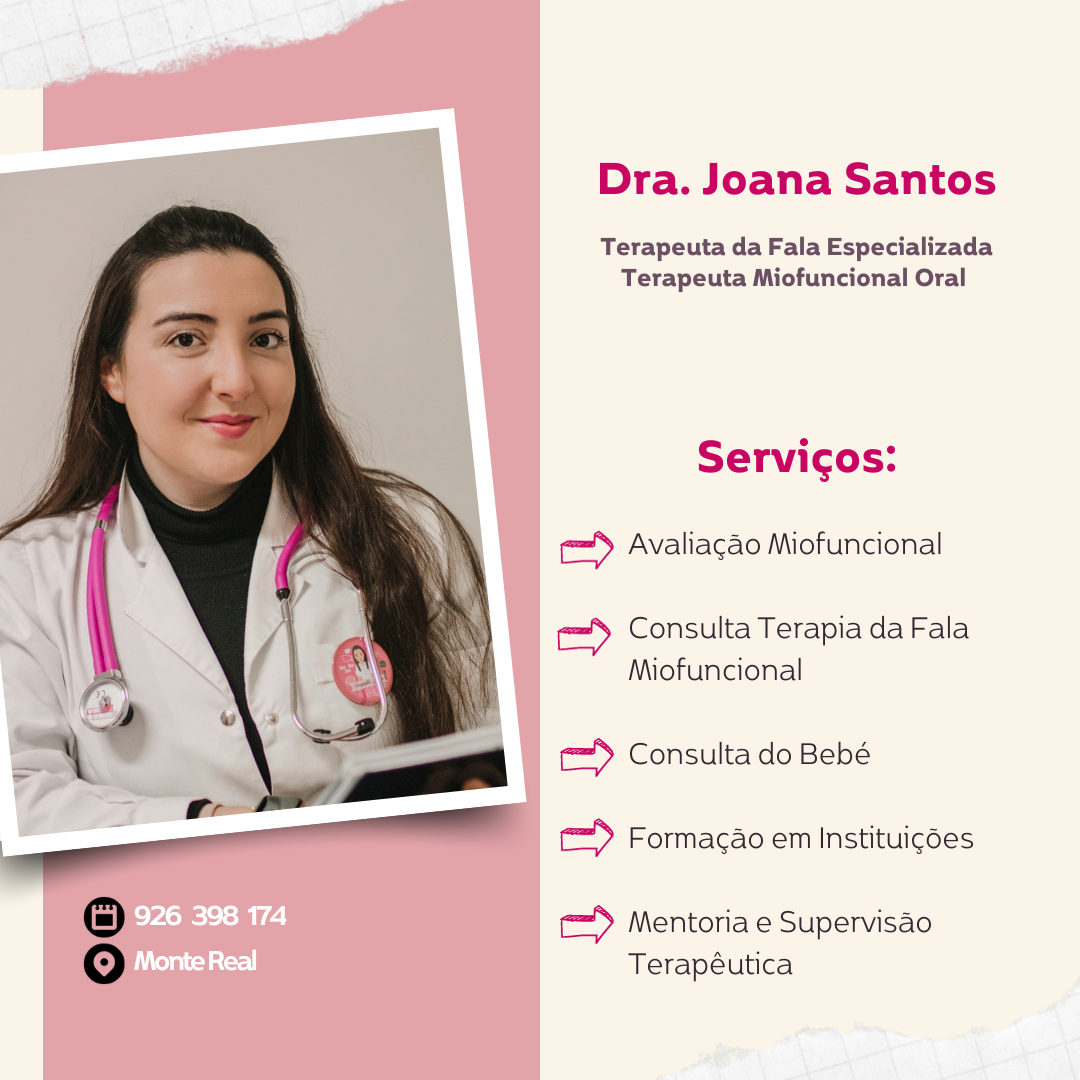 Dra. Joana Santos
Terapeuta da Fala Especializada
Terapeuta Miofuncional Oral
Serviços:
Avaliação Miofuncional
Consulta Terapia da Fala
Miofuncional
Consulta do Bebé
Formação em Instituições
Mentoria e Supervisão
Terapêutica
926 398 174
Monte Real